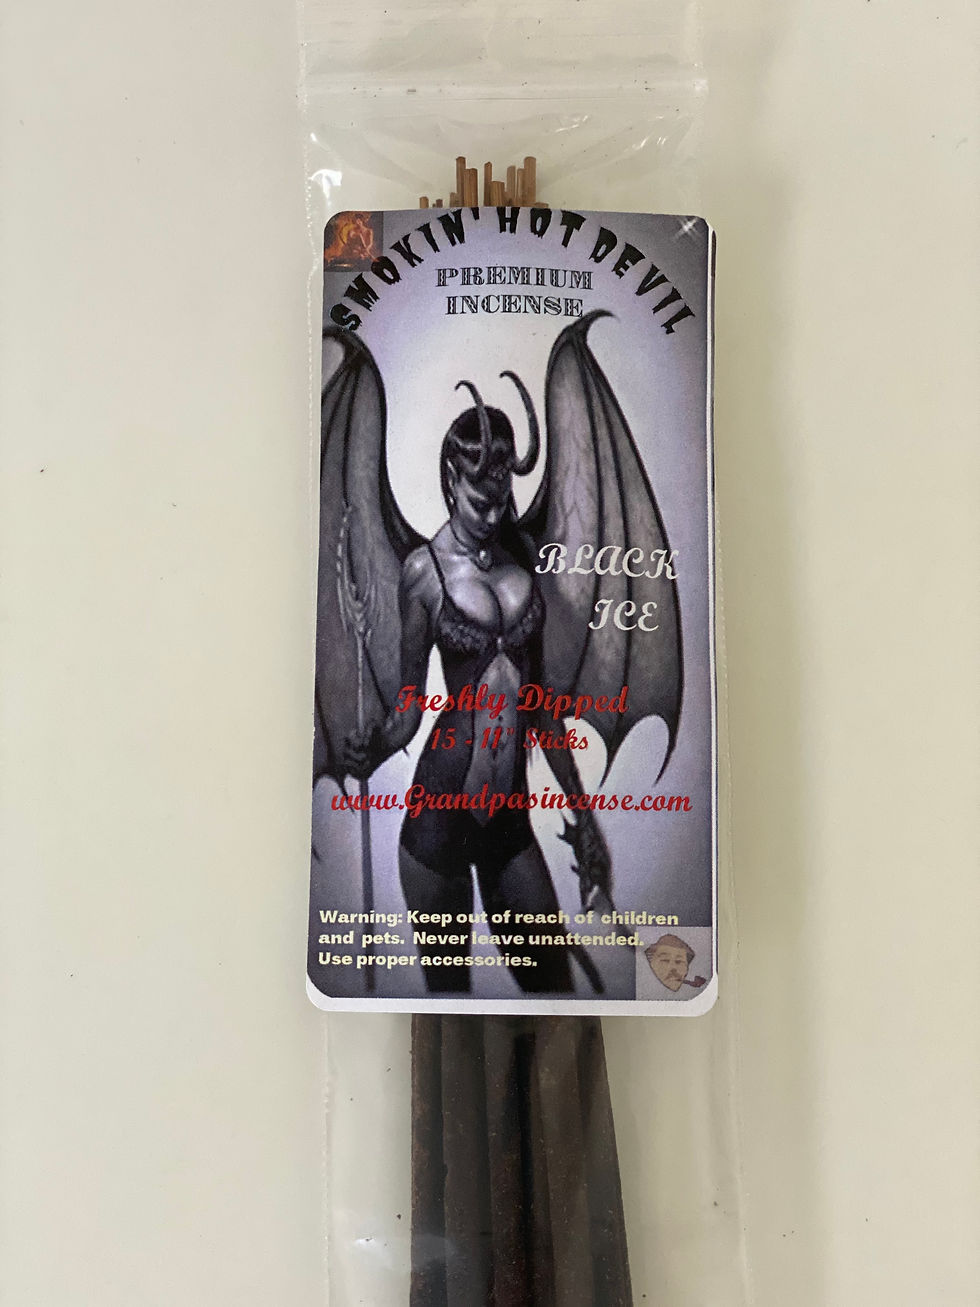 SMOKIN' HOT DEVIL
PREMIUM
INCENSE
BLACK
ICE
Freshly Dipped
15 - 11" Sticks
www.Grandpasincense.com
Warning: Keep out of reach of children
and pets. Never leave unattended.
Use proper accessories.